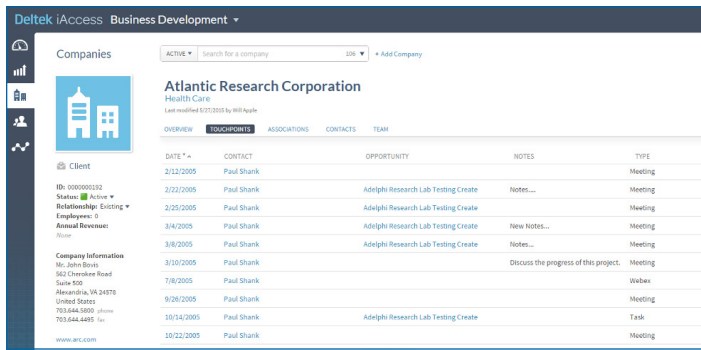 Deltek iAccess Business Development
Companies
ACTIVE Search for a company 106 + Add Company
Atlantic Research Corporation
Health Care
Last modified 5/27/2015 by Will Apple
OVERVIEW TOUCHPOINTS ASSOCIATIONS CONTACTS TEAM
DATE * CONTACT OPPORTUNITY NOTES TYPE
2/12/2005 Paul Shank Meeting
2/22/2005 Paul Shank Adelphi Research Lab Testing Create Notes.... Meeting
2/25/2005 Paul Shank Adelphi Research Lab Testing Create Meeting
3/4/2005 Paul Shank Adelphi Research Lab Testing Create New Notes... Meeting
3/8/2005 Paul Shank Adelphi Research Lab Testing Create Notes... Meeting
3/10/2005 Paul Shank Discuss the progress of this project. Meeting
7/8/2005 Paul Shank Webex
9/26/2005 Paul Shank Meeting
10/14/2005 Paul Shank Adelphi Research Lab Testing Create Task
10/22/2005 Paul Shank Meeting
Client
ID: 0000000192
Status: Active
Relationship: Existing
Employees: 0
Annual Revenue:
None
Company Information
Mr. John Bovis
562 Cherokee Road
Suite 500
Alexandria, VA 24578
United States
703.644.5800 phone
703.644.4495 fax
www.arc.com